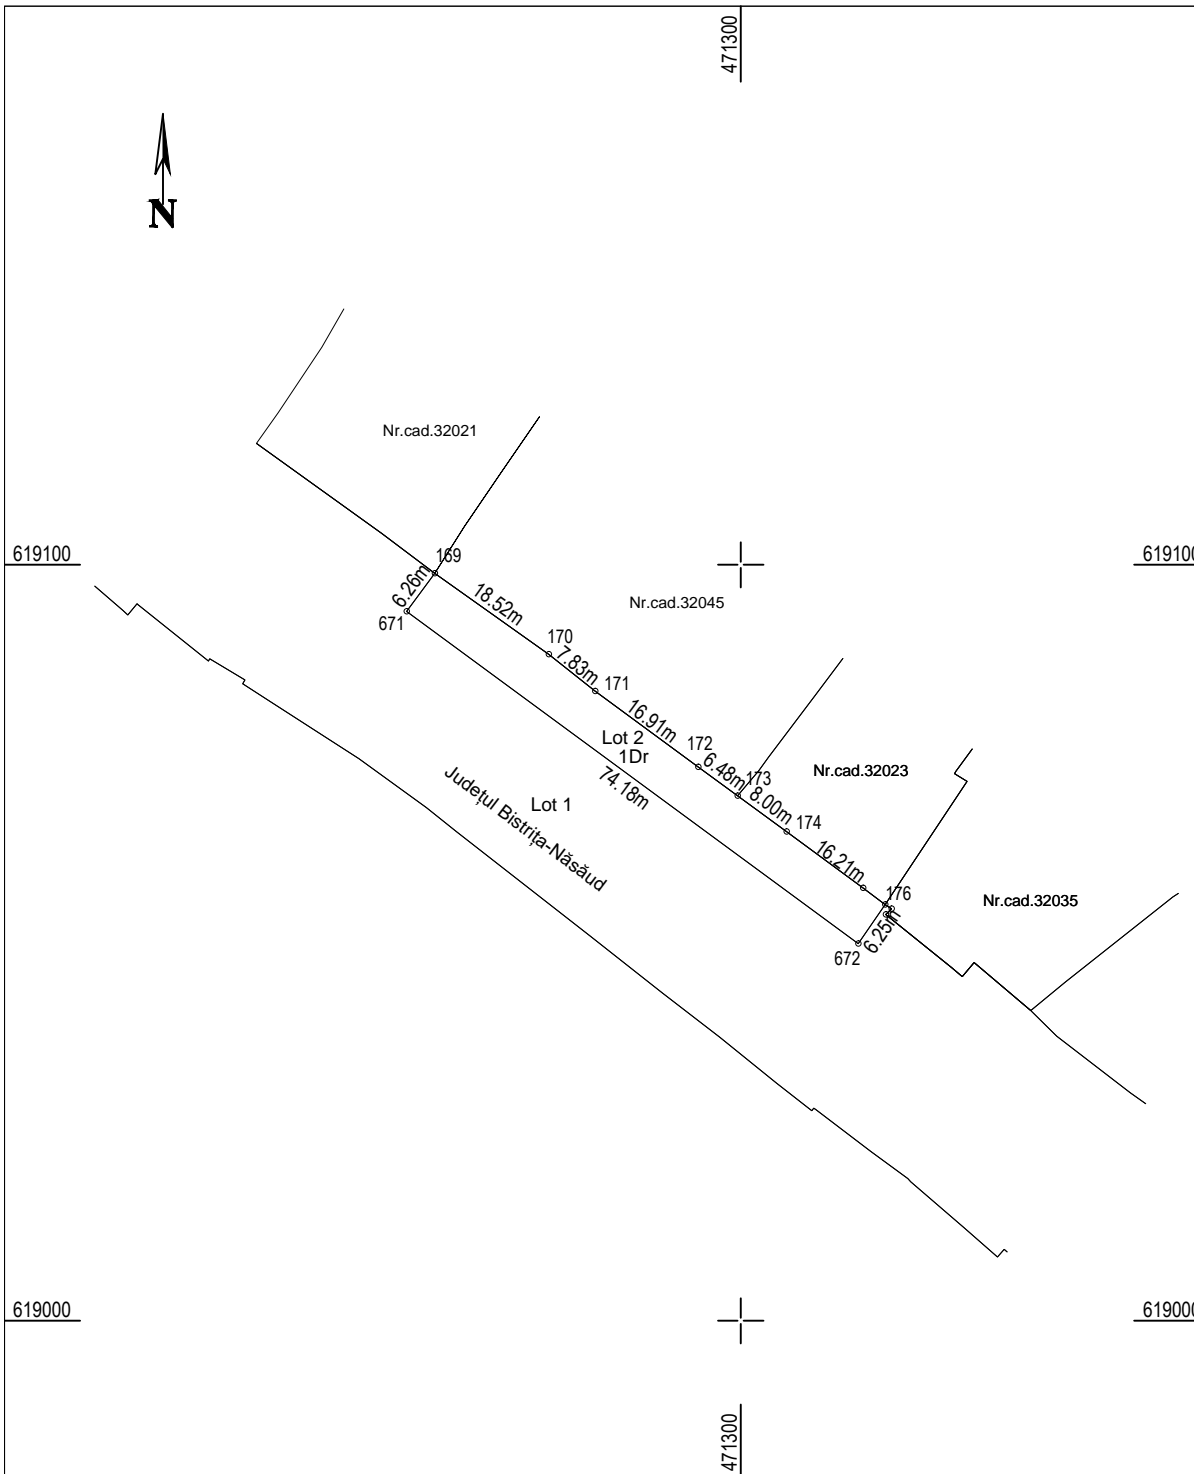 471300
N
Nr.cad.32021
619100
619100
169
6.26m
18.52m
Nr.cad.32045
671
170
7.83m
171
16.91m
Lot 2
1Dr
172
6.48m
173
Nr.cad.32023
74.18m
8.00m
174
Lot 1
Județul Bistrița-Năsăud
16.21m
176
Nr.cad.32035
6.25m
672
619000
619000
471300